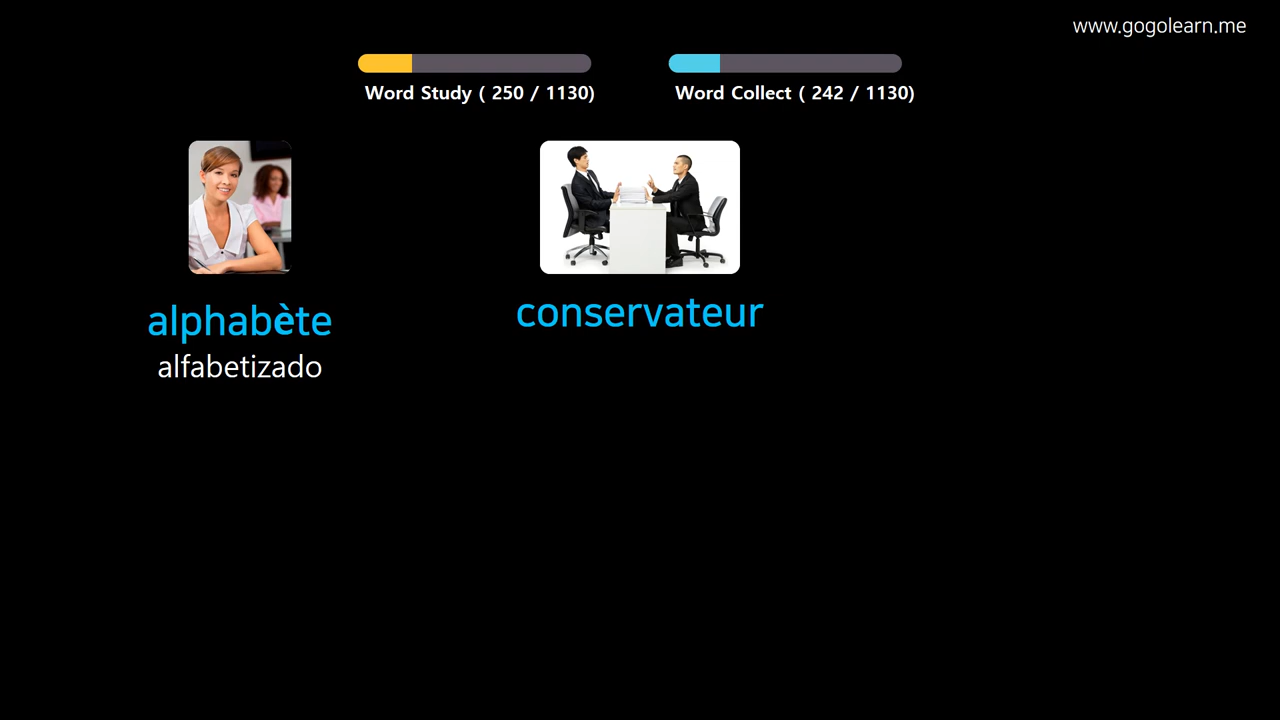 www.gogolearn.me
Word Study ( 250 / 1130)
Word Collect ( 242 / 1130)
alphabète
alfabetizado
conservateur